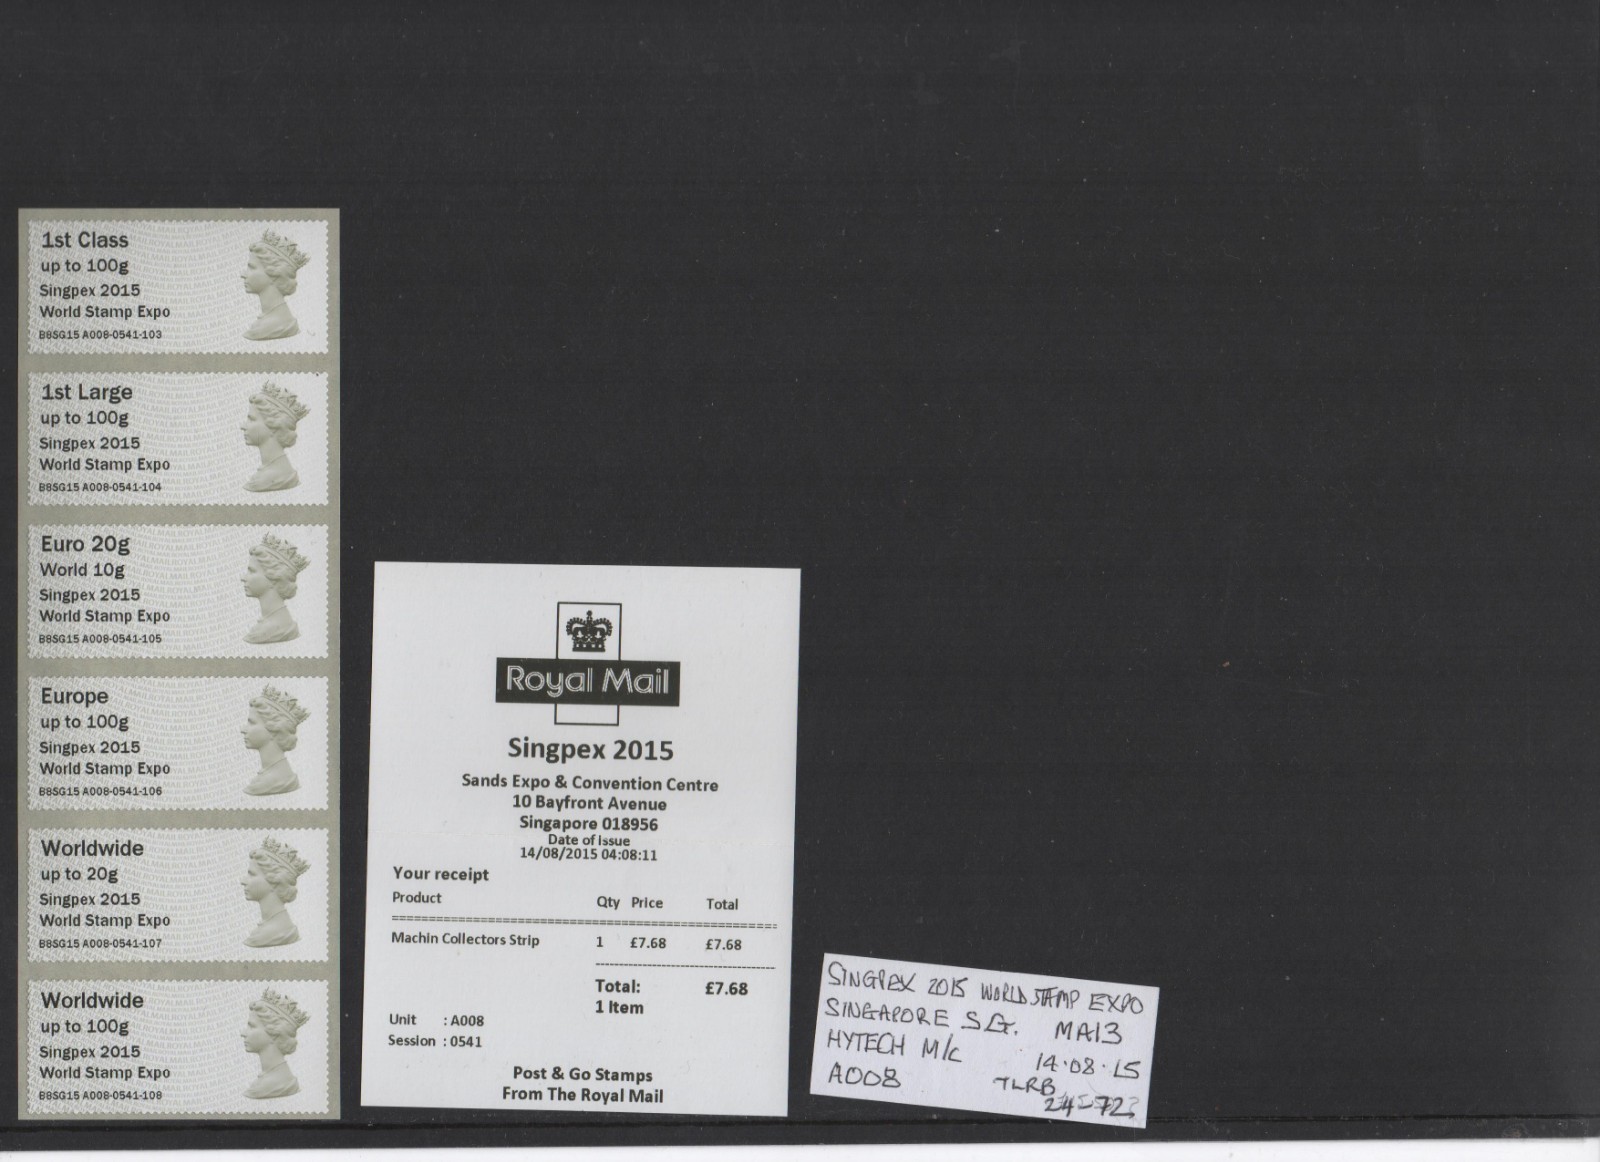 1st Class
up to 100g
Singpex 2015
World Stamp Expo
B8SG15 A008-0541-103
1st Large
up to 100g
Singpex 2015
World Stamp Expo
B8SG15 A008-0541-104
Euro 20g
World 10g
Singpex 2015
World Stamp Expo
B8SG15 A008-0541-105
Europe
up to 100g
Singpex 2015
World Stamp Expo
B8SG15 A008-0541-106
Worldwide
up to 20g
Singpex 2015
World Stamp Expo
B8SG15 A008-0541-107
Worldwide
up to 100g
Singpex 2015
World Stamp Expo
B8SG15 A008-0541-108
Royal Mail
Singpex 2015
Sands Expo & Convention Centre
10 Bayfront Avenue
Singapore 018956
Date of Issue
14/08/2015 04:08:11
Your receipt
Product Qty Price Total
Machin Collectors Strip 1 £7.68 £7.68
Total: £7.68
1 Item
Unit : A008
Session : 0541
Post & Go Stamps
From The Royal Mail
SINGPEX 2015 WORLD STAMP EXPO
SINGAPORE S.G. MA13
HYTECH M/C 14.08.15
A008 TLRB